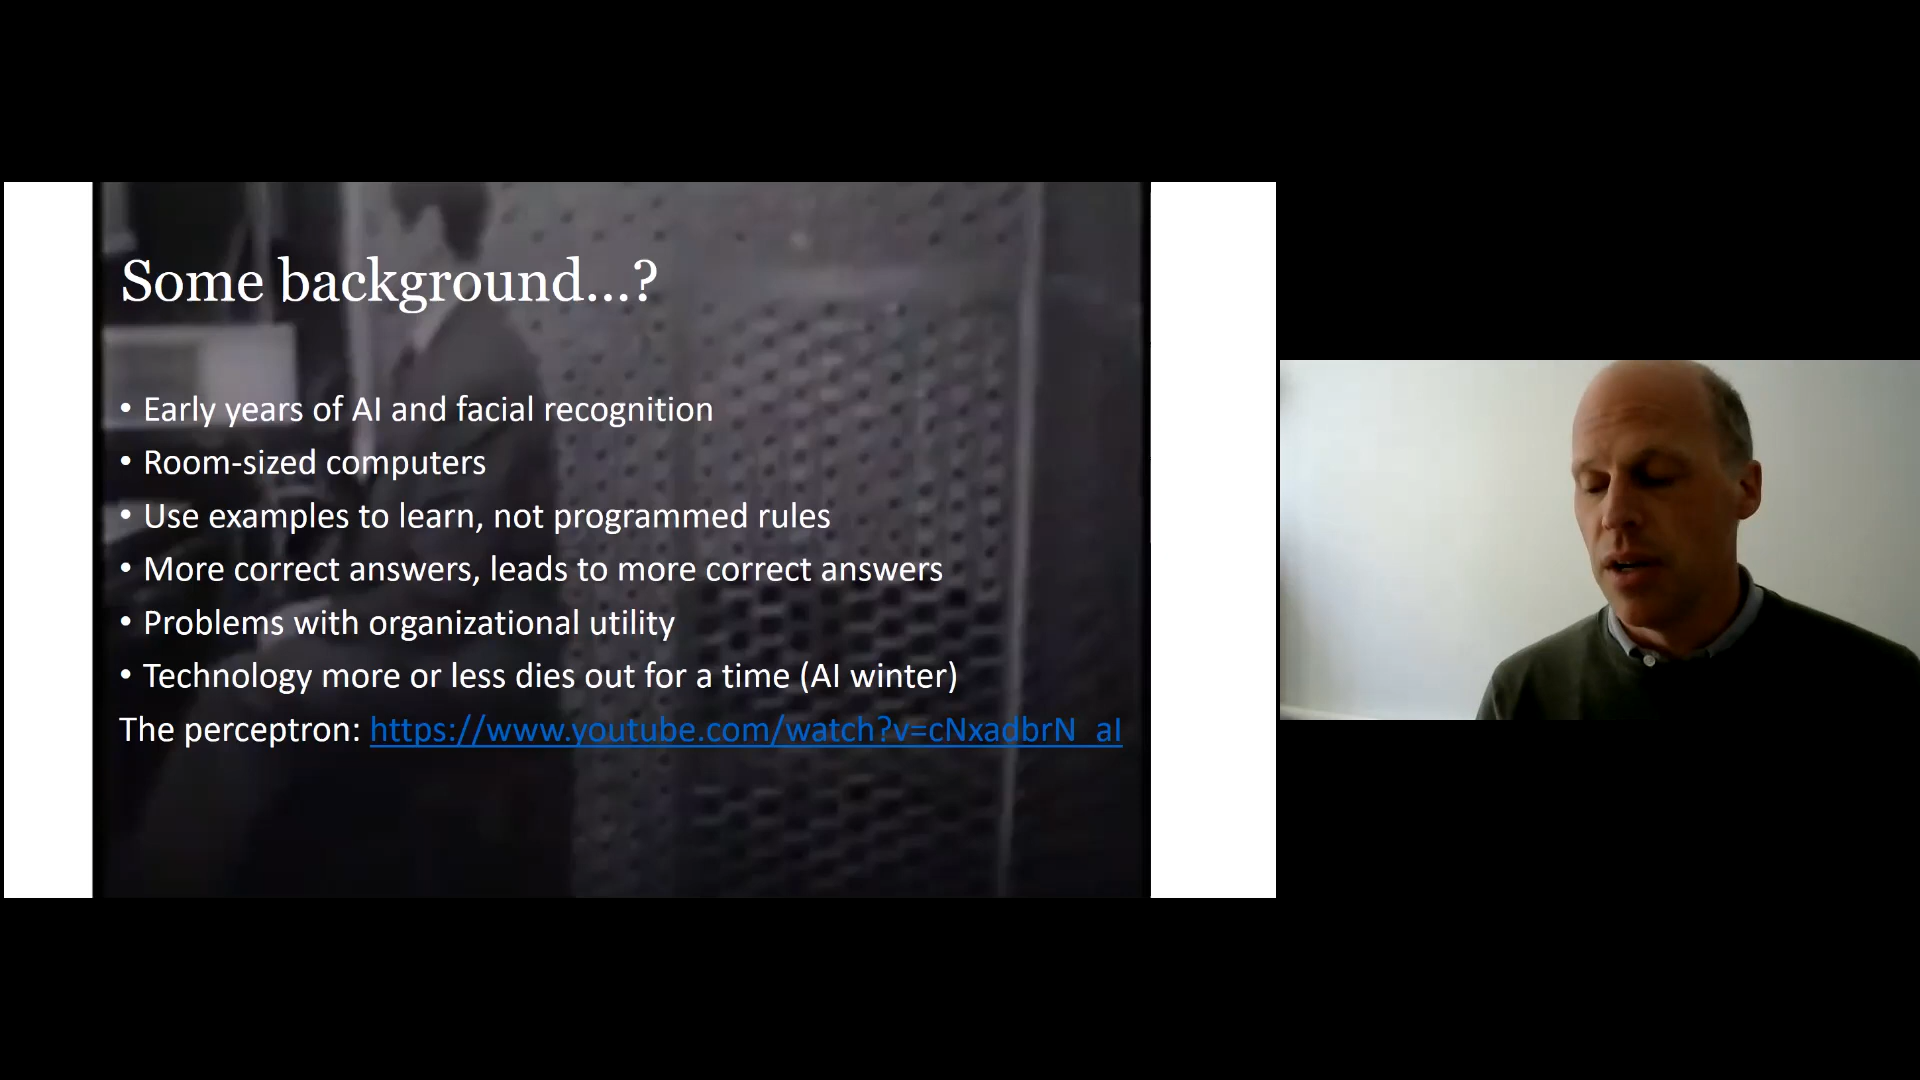 Some background...?
• Early years of AI and facial recognition
• Room-sized computers
• Use examples to learn, not programmed rules
• More correct answers, leads to more correct answers
• Problems with organizational utility
• Technology more or less dies out for a time (AI winter)
The perceptron: https://www.youtube.com/watch?v=cNxadbrN_aI